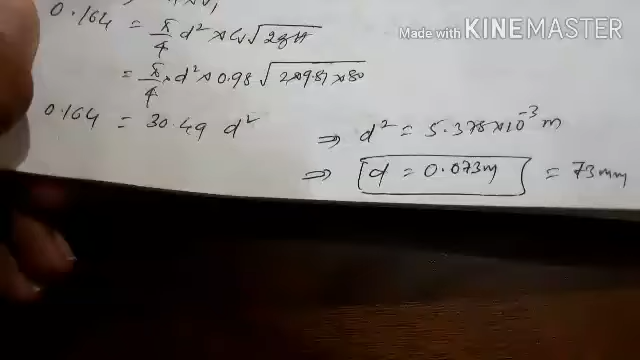 Made with KINEMASTER
0.164 = π/4 d² × Cv √2gH
= π/4 × d² × 0.98 √2×9.81×80
0.164 = 30.49 d² ⇒ d² = 5.378×10⁻³ m
⇒ d = 0.073m = 73mm